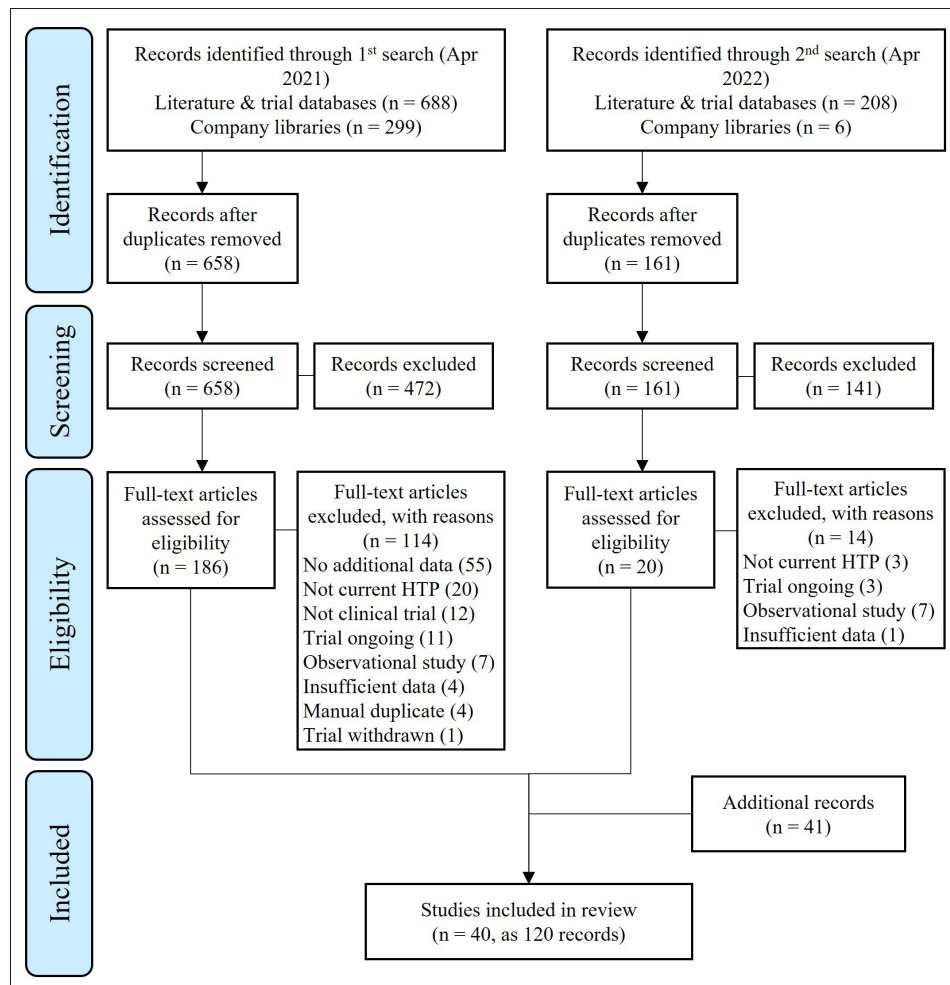 Identification
Records identified through 1st search (Apr
2021)
Literature & trial databases (n = 688)
Company libraries (n = 299)
Records identified through 2nd search (Apr
2022)
Literature & trial databases (n = 208)
Company libraries (n = 6)
Records after
duplicates removed
(n = 658)
Records after
duplicates removed
(n = 161)
Screening
Records screened
(n = 658)
Records excluded
(n = 472)
Records screened
(n = 161)
Records excluded
(n = 141)
Eligibility
Full-text articles
assessed for
eligibility
(n = 186)
Full-text articles
excluded, with reasons
(n = 114)
No additional data (55)
Not current HTP (20)
Not clinical trial (12)
Trial ongoing (11)
Observational study (7)
Insufficient data (4)
Manual duplicate (4)
Trial withdrawn (1)
Full-text articles
assessed for
eligibility
(n = 20)
Full-text articles
excluded, with reasons
(n = 14)
Not current HTP (3)
Trial ongoing (3)
Observational study (7)
Insufficient data (1)
Included
Additional records
(n = 41)
Studies included in review
(n = 40, as 120 records)